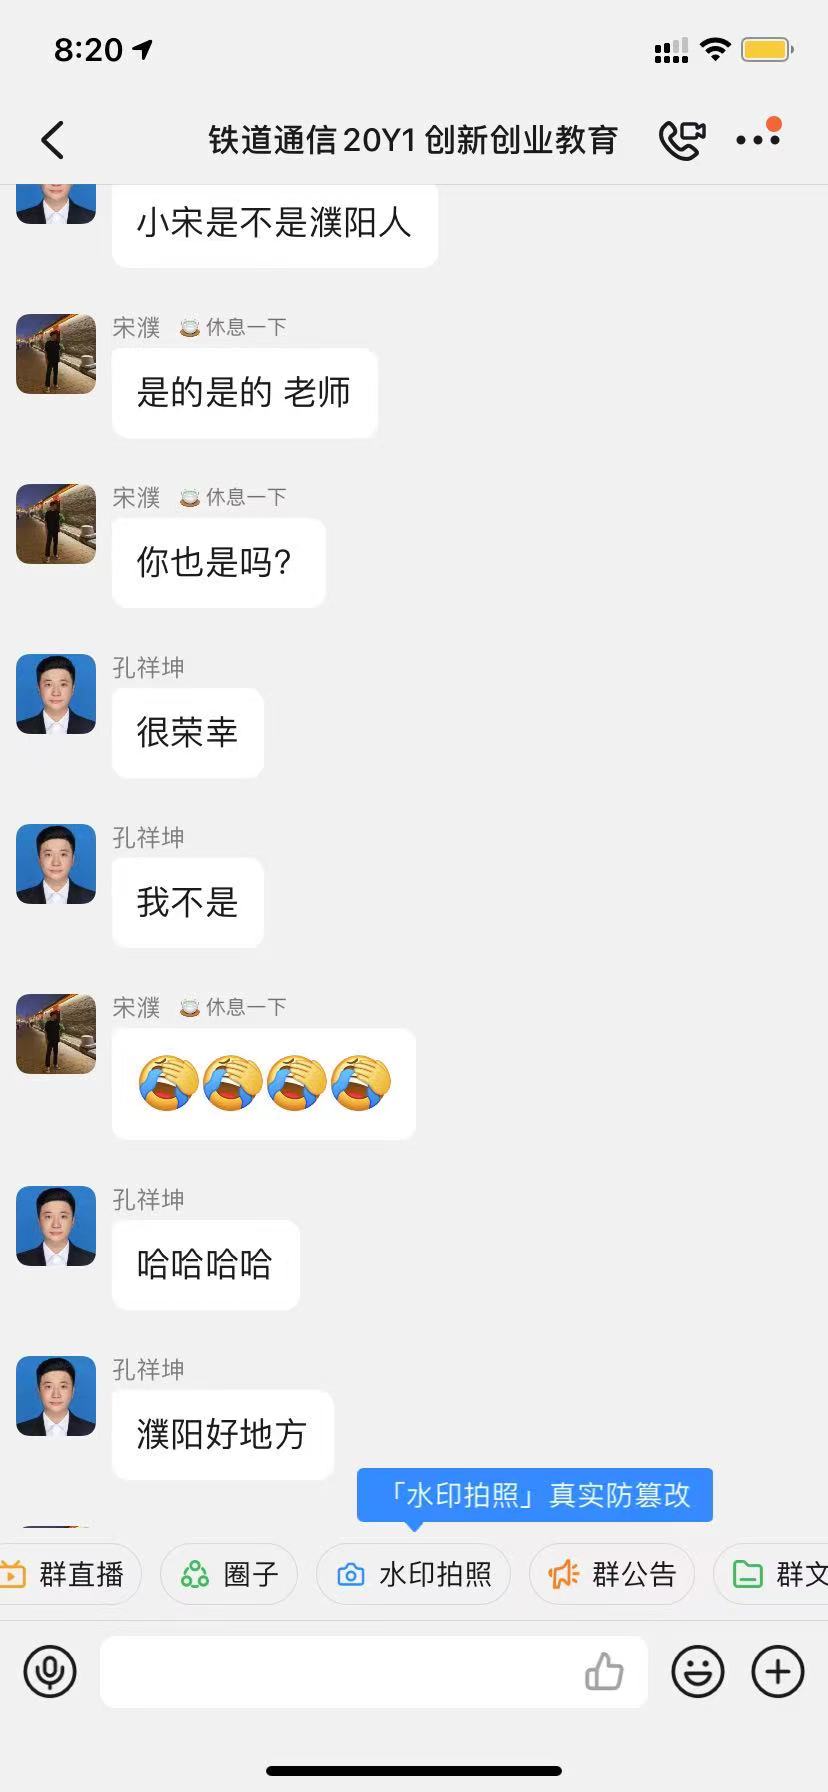 8:20
铁道通信20Y1 创新创业教育
小宋是不是濮阳人
宋濮 休息一下
是的是的 老师
宋濮 休息一下
你也是吗?
孔祥坤
很荣幸
孔祥坤
我不是
宋濮 休息一下
🤣🤣🤣🤣
孔祥坤
哈哈哈哈
孔祥坤
濮阳好地方
「水印拍照」真实防篡改
群直播 圈子 水印拍照 群公告 群文